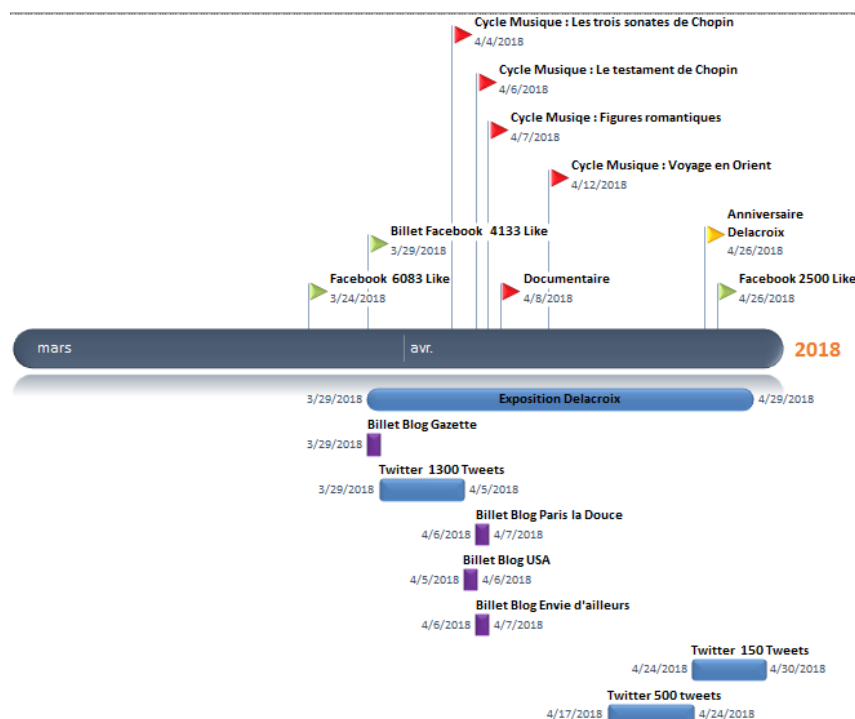 Cycle Musique : Les trois sonates de Chopin
4/4/2018
Cycle Musique : Le testament de Chopin
4/6/2018
Cycle Musiqe : Figures romantiques
4/7/2018
Cycle Musique : Voyage en Orient
4/12/2018
Anniversaire
Delacroix
4/26/2018
Billet Facebook 4133 Like
3/29/2018
Facebook 6083 Like
3/24/2018
Documentaire
4/8/2018
Facebook 2500 Like
4/26/2018
mars
avr.
2018
3/29/2018
Exposition Delacroix
4/29/2018
Billet Blog Gazette
3/29/2018
Twitter 1300 Tweets
3/29/2018
4/5/2018
Billet Blog Paris la Douce
4/6/2018
4/7/2018
Billet Blog USA
4/5/2018
4/6/2018
Billet Blog Envie d'ailleurs
4/6/2018
4/7/2018
Twitter 150 Tweets
4/24/2018
4/30/2018
Twitter 500 tweets
4/17/2018
4/24/2018